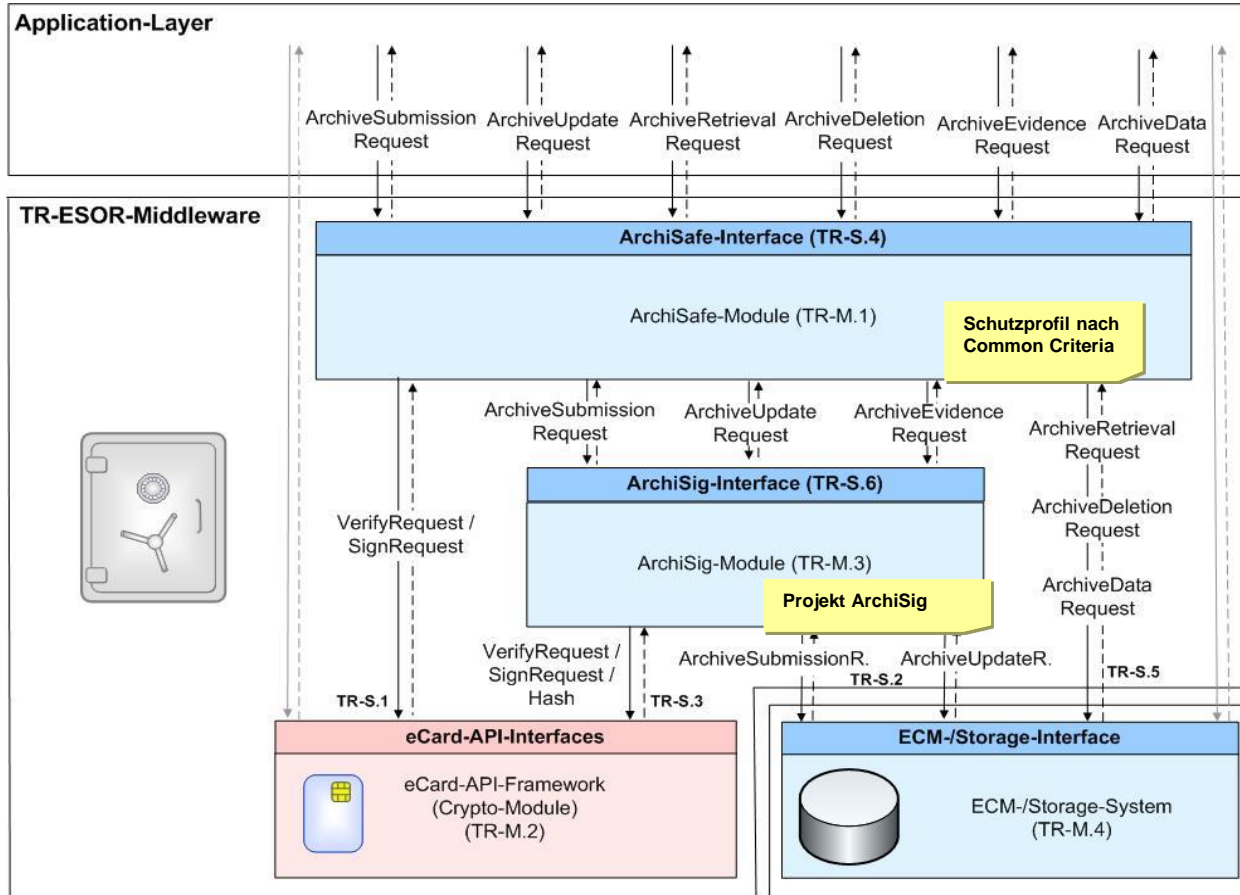 Application-Layer
ArchiveSubmission
Request
ArchiveUpdate
Request
ArchiveRetrieval
Request
ArchiveDeletion
Request
ArchiveEvidence
Request
ArchiveData
Request
TR-ESOR-Middleware
ArchiSafe-Interface (TR-S.4)
ArchiSafe-Module (TR-M.1)
Schutzprofil nach
Common Criteria
ArchiveSubmission
Request
ArchiveUpdate
Request
ArchiveEvidence
Request
ArchiveRetrieval
Request
ArchiveDeletion
Request
ArchiveData
Request
VerifyRequest /
SignRequest
ArchiSig-Interface (TR-S.6)
ArchiSig-Module (TR-M.3)
Projekt ArchiSig
VerifyRequest /
SignRequest /
Hash
ArchiveSubmissionR.
ArchiveUpdateR.
TR-S.1
TR-S.3
TR-S.2
TR-S.5
eCard-API-Interfaces
eCard-API-Framework
(Crypto-Module)
(TR-M.2)
ECM-/Storage-Interface
ECM-/Storage-System
(TR-M.4)